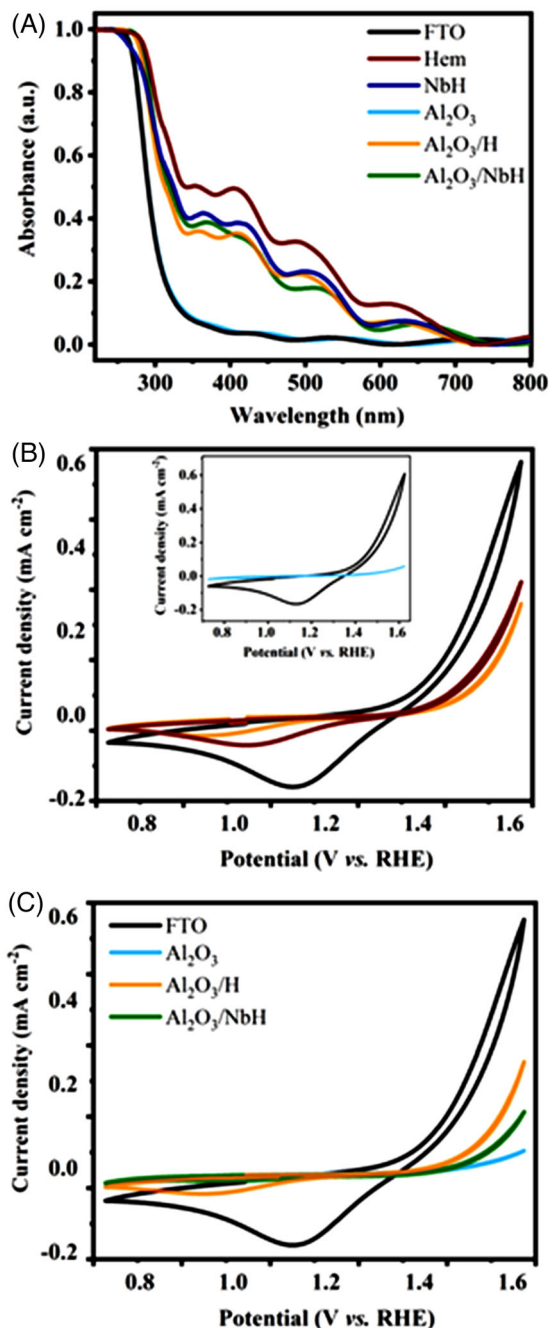 (A)
1.0
0.8
0.6
0.4
0.2
0.0
Absorbance (a.u.)
FTO
Hem
NbH
Al₂O₃
Al₂O₃/H
Al₂O₃/NbH
300 400 500 600 700 800
Wavelength (nm)
(B)
0.6
0.4
0.2
0.0
-0.2
Current density (mA cm⁻²)
0.6
0.4
0.2
0.0
-0.2
Current density (mA cm⁻²)
0.8 1.0 1.2 1.4 1.6
Potential (V vs. RHE)
0.8 1.0 1.2 1.4 1.6
Potential (V vs. RHE)
(C)
0.6
0.4
0.2
0.0
-0.2
Current density (mA cm⁻²)
FTO
Al₂O₃
Al₂O₃/H
Al₂O₃/NbH
0.8 1.0 1.2 1.4 1.6
Potential (V vs. RHE)